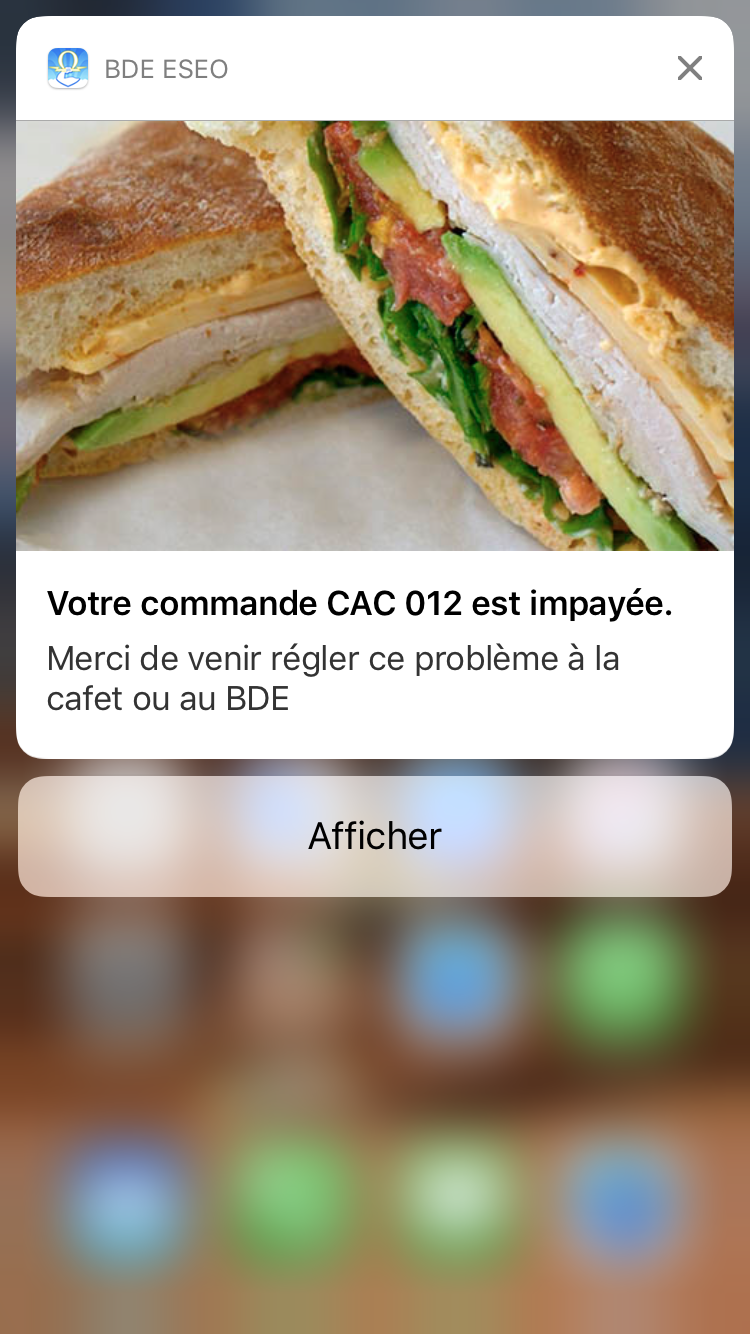 BDE ESEO
Votre commande CAC 012 est impayée.
Merci de venir régler ce problème à la
cafet ou au BDE
Afficher